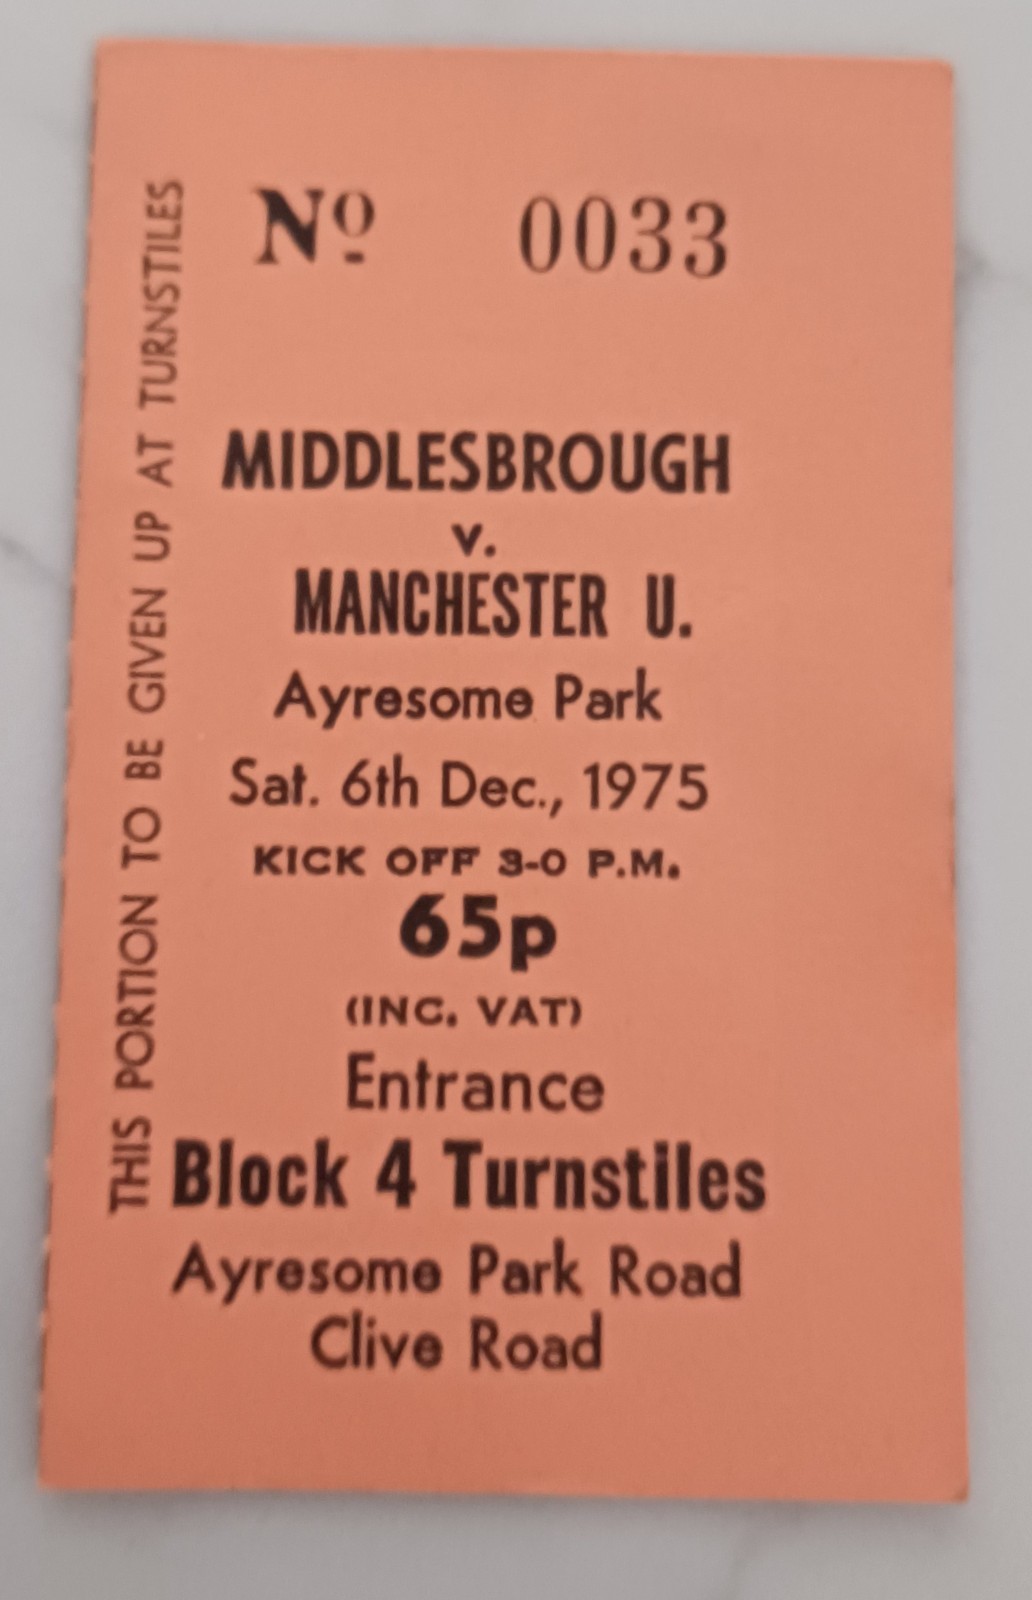 Nº 0033
MIDDLESBROUGH
v.
MANCHESTER U.
Ayresome Park
Sat. 6th Dec., 1975
KICK OFF 3-0 P.M.
65p
(INC. VAT)
Entrance
Block 4 Turnstiles
Ayresome Park Road
Clive Road
THIS PORTION TO BE GIVEN UP AT TURNSTILES